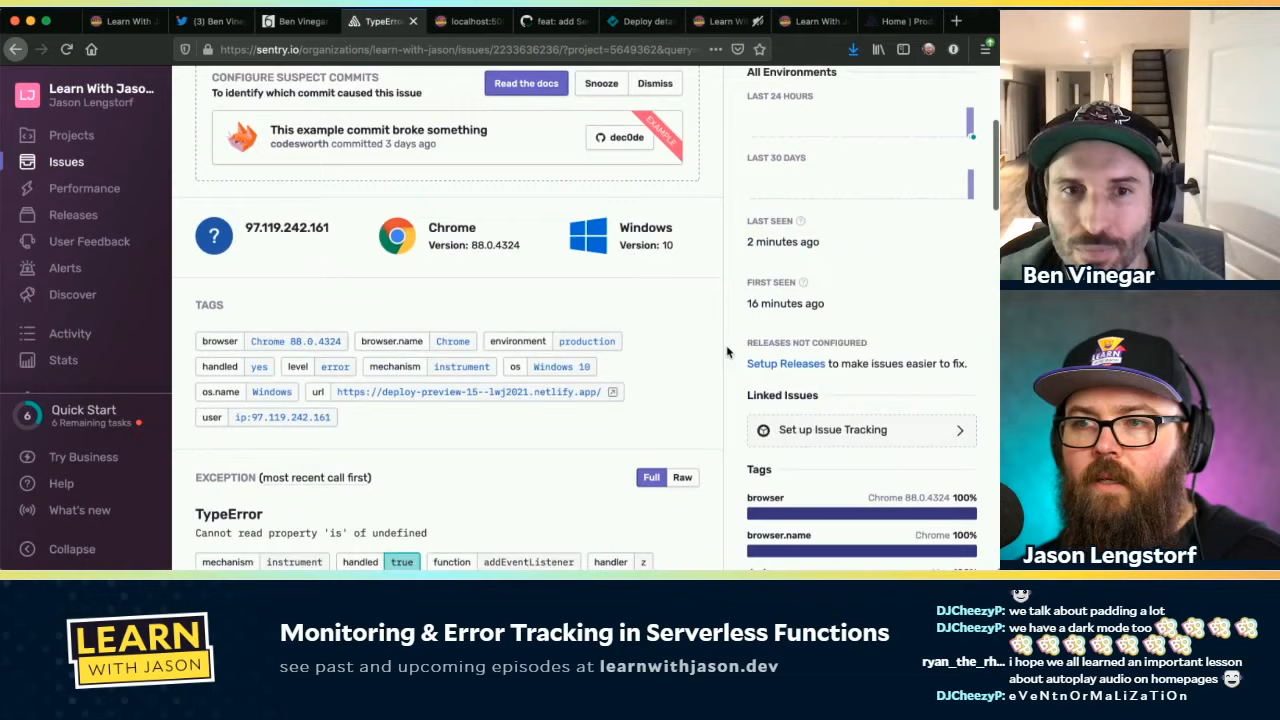 Learn With J
(3) Ben Vine
Ben Vinegar
TypeErro
localhost:50
feat: add Se
Deploy deta
Learn Wi
Learn With J
Home | Prod
https://sentry.io/organizations/learn-with-jason/issues/2233636236/?project=5649362&query=
LJ
Learn With Jaso...
Jason Lengstorf
Projects
Issues
Performance
Releases
User Feedback
Alerts
Discover
Activity
Stats
6
Quick Start
6 Remaining tasks
Try Business
Help
What's new
Collapse
CONFIGURE SUSPECT COMMITS
To identify which commit caused this issue
Read the docs
Snooze
Dismiss
This example commit broke something
codesworth committed 3 days ago
dec0de
EXAMPLE
?
97.119.242.161
Chrome
Version: 88.0.4324
Windows
Version: 10
TAGS
browser Chrome 88.0.4324 browser.name Chrome environment production
handled yes level error mechanism instrument os Windows 10
os.name Windows url https://deploy-preview-15--lwj2021.netlify.app/
user ip:97.119.242.161
EXCEPTION (most recent call first)
Full Raw
TypeError
Cannot read property 'is' of undefined
mechanism instrument handled true function addEventListener handler z
All Environments
LAST 24 HOURS
LAST 30 DAYS
LAST SEEN ?
2 minutes ago
FIRST SEEN ?
16 minutes ago
RELEASES NOT CONFIGURED
Setup Releases to make issues easier to fix.
Linked Issues
Set up Issue Tracking
Tags
browser Chrome 88.0.4324 100%
browser.name Chrome 100%
Ben Vinegar
LEARN
Jason Lengstorf
LEARN
WITH JASON
Monitoring & Error Tracking in Serverless Functions
see past and upcoming episodes at learnwithjason.dev
DJCheezyP: we talk about padding a lot
DJCheezyP: we have a dark mode too
ryan_the_rh... i hope we all learned an important lesson
about autoplay audio on homepages
DJCheezyP: e V e N t n O r M a L i Z a T i O n